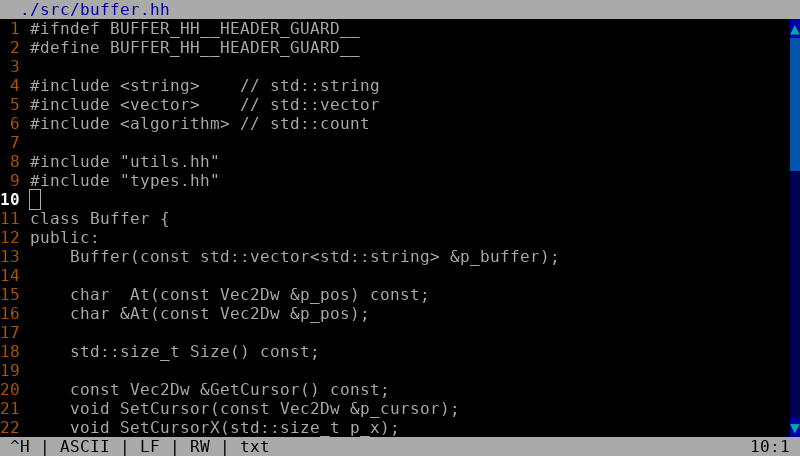 ./src/buffer.hh
1 #ifndef BUFFER_HH__HEADER_GUARD__
2 #define BUFFER_HH__HEADER_GUARD__
3
4 #include <string>    // std::string
5 #include <vector>    // std::vector
6 #include <algorithm> // std::count
7
8 #include "utils.hh"
9 #include "types.hh"
10
11 class Buffer {
12 public:
13     Buffer(const std::vector<std::string> &p_buffer);
14
15     char  At(const Vec2Dw &p_pos) const;
16     char &At(const Vec2Dw &p_pos);
17
18     std::size_t Size() const;
19
20     const Vec2Dw &GetCursor() const;
21     void SetCursor(const Vec2Dw &p_cursor);
22     void SetCursorX(std::size_t p_x);
^H | ASCII | LF | RW | txt 10:1